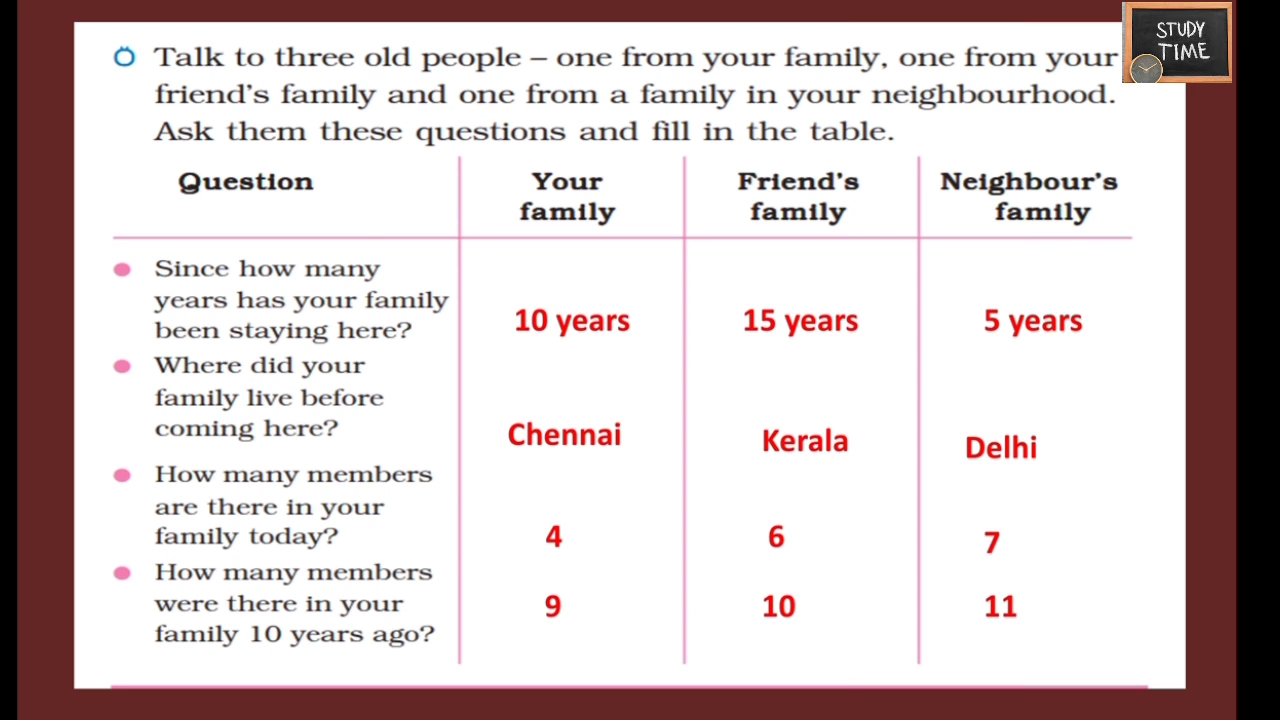 STUDY
TIME
Talk to three old people – one from your family, one from your
friend's family and one from a family in your neighbourhood.
Ask them these questions and fill in the table.
Question
Your
family
Friend's
family
Neighbour's
family
Since how many
years has your family
been staying here?
10 years
15 years
5 years
Where did your
family live before
coming here?
Chennai
Kerala
Delhi
How many members
are there in your
family today?
4
6
7
How many members
were there in your
family 10 years ago?
9
10
11